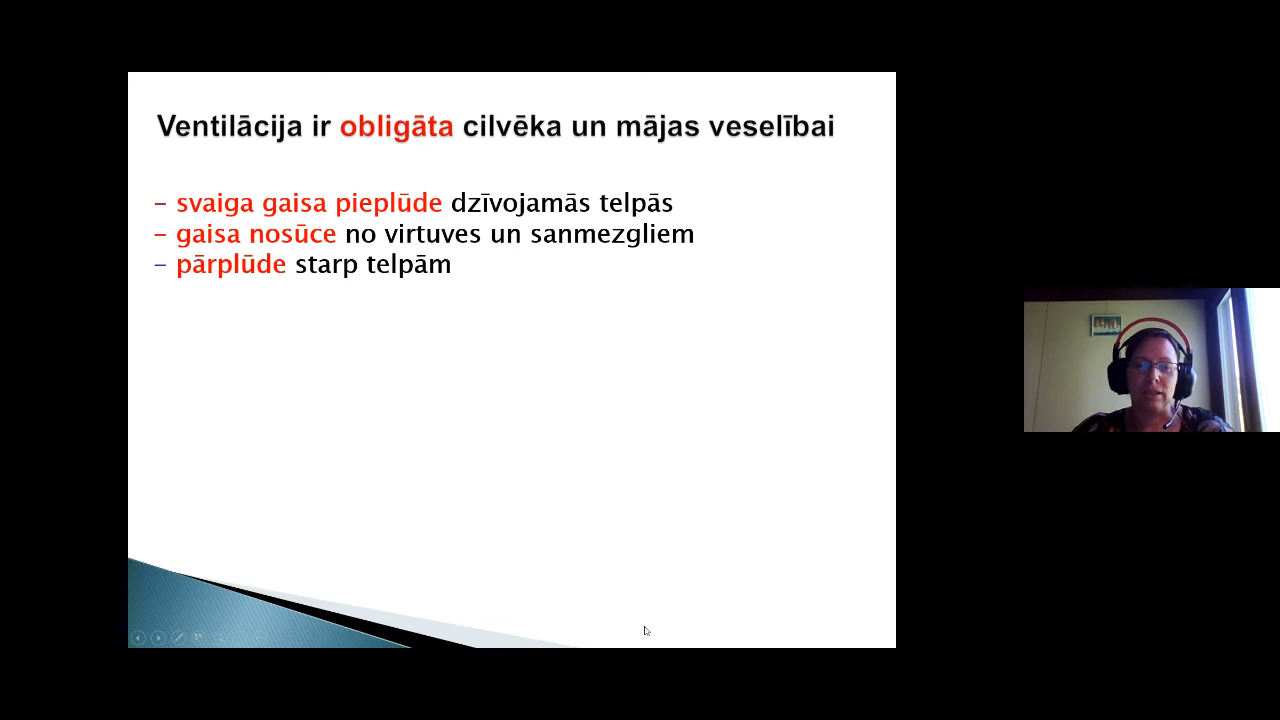 Ventilācija ir obligāta cilvēka un mājas veselībai
- svaiga gaisa pieplūde dzīvojamās telpās
- gaisa nosūce no virtuves un sanmezgliem
- pārplūde starp telpām